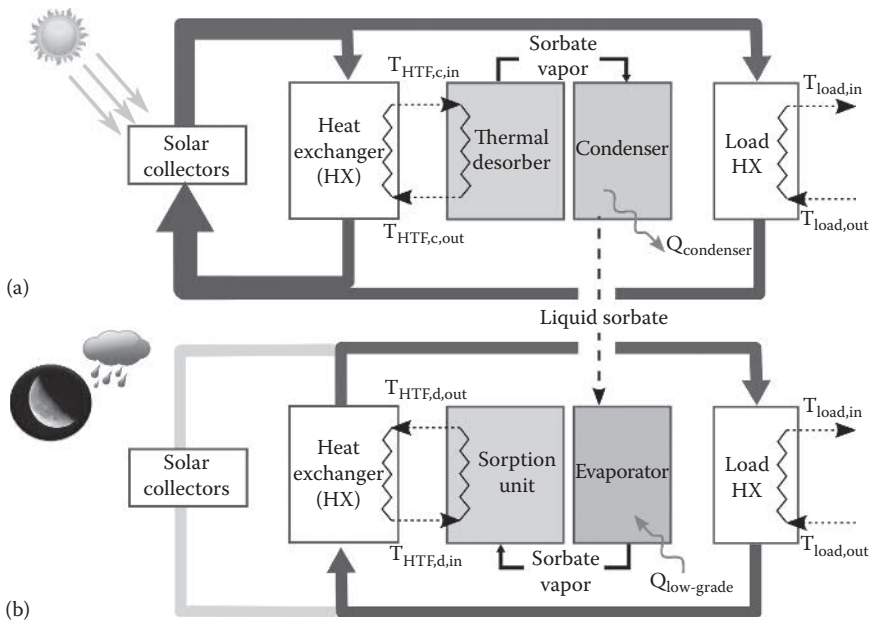 Sorbate
vapor
T_HTF,c,in
T_load,in
Solar
collectors
Heat
exchanger
(HX)
Thermal
desorber
Condenser
Load
HX
T_HTF,c,out
Q_condenser
T_load,out
(a)
Liquid sorbate
T_HTF,d,out
T_load,in
Solar
collectors
Heat
exchanger
(HX)
Sorption
unit
Evaporator
Load
HX
T_HTF,d,in
Sorbate
vapor
Q_low-grade
T_load,out
(b)